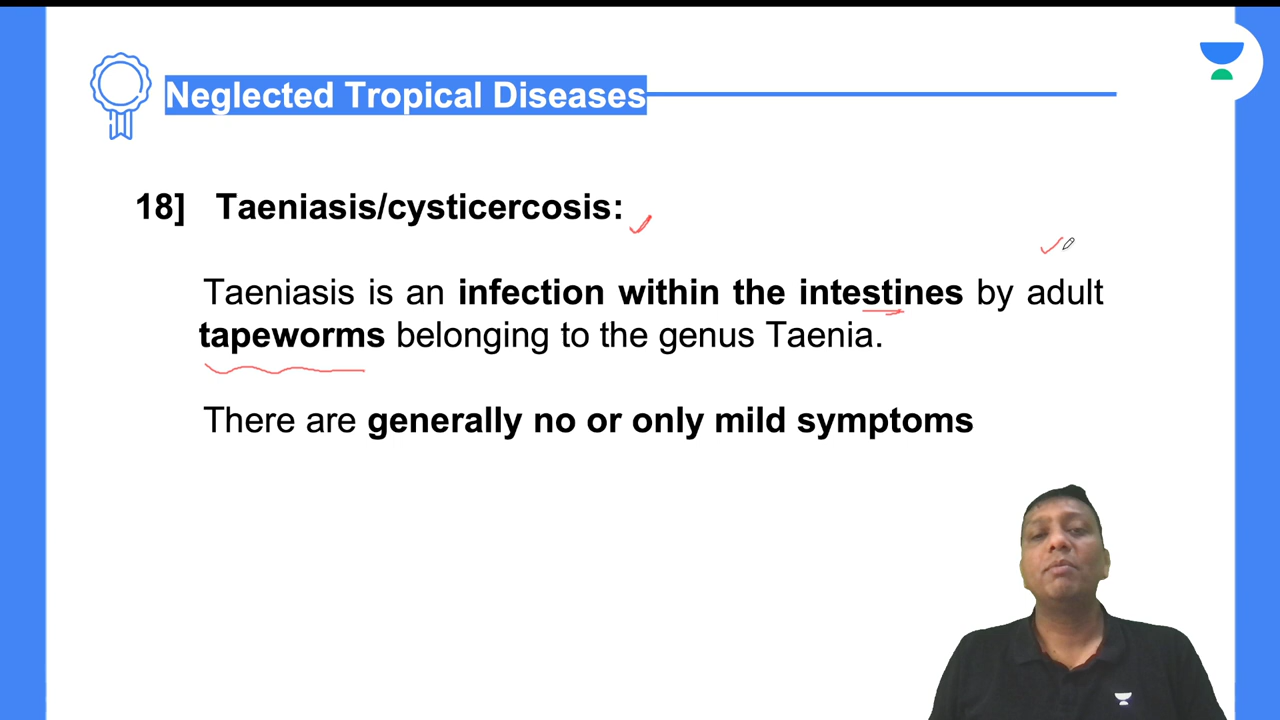 Neglected Tropical Diseases
18] Taeniasis/cysticercosis:
Taeniasis is an infection within the intestines by adult
tapeworms belonging to the genus Taenia.
There are generally no or only mild symptoms